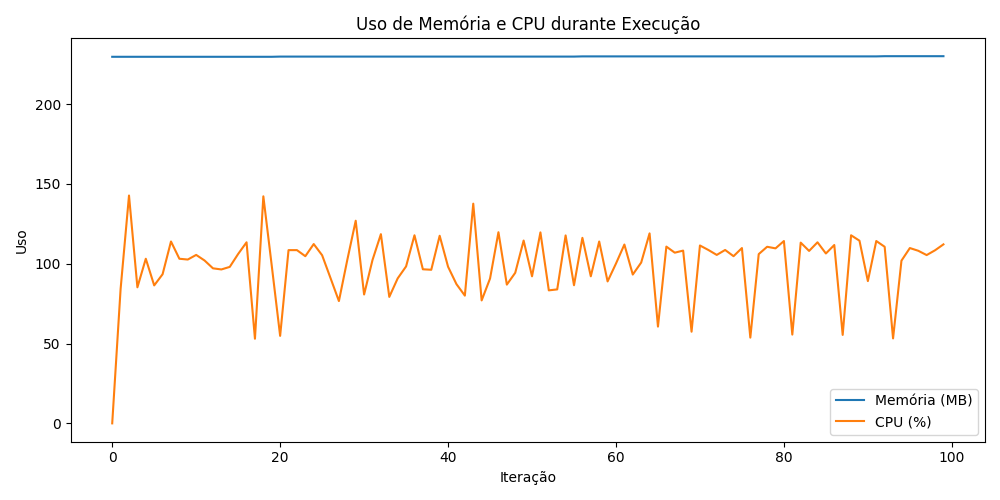 Uso de Memória e CPU durante Execução
Uso
200
150
100
50
0
0 20 40 60 80 100
Iteração
Memória (MB)
CPU (%)